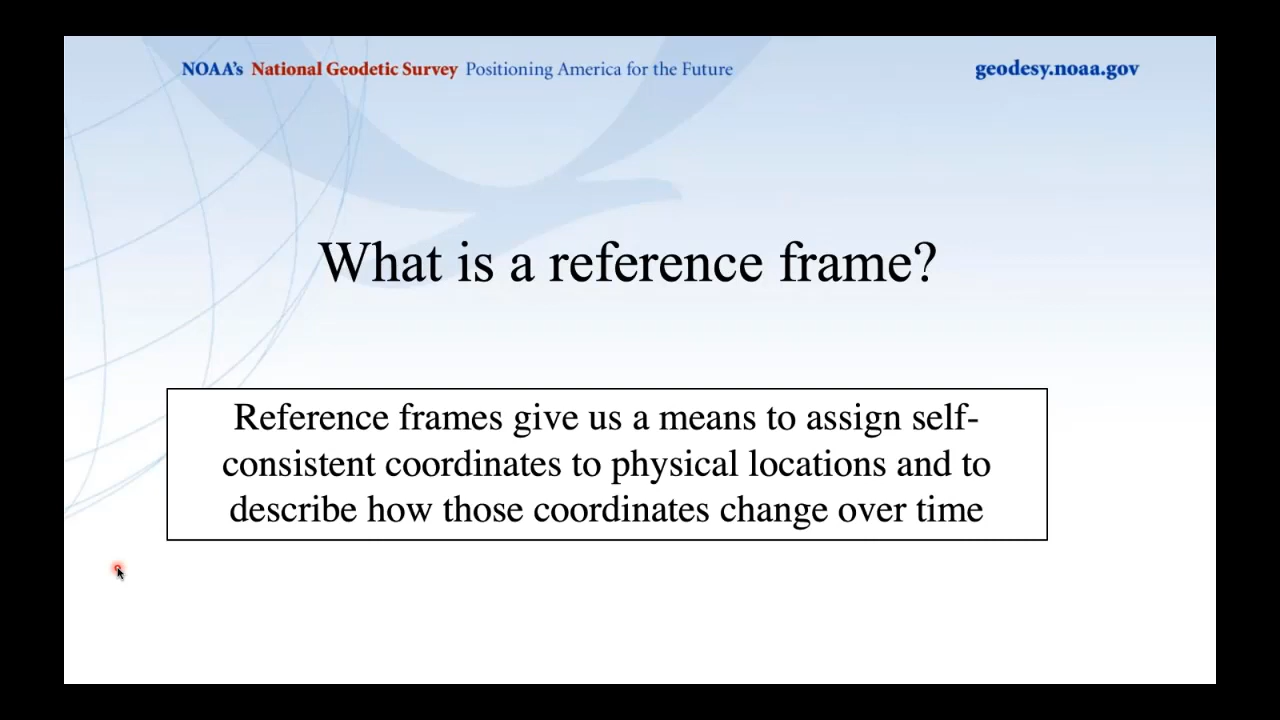 NOAA's National Geodetic Survey Positioning America for the Future geodesy.noaa.gov
What is a reference frame?
Reference frames give us a means to assign self-
consistent coordinates to physical locations and to
describe how those coordinates change over time